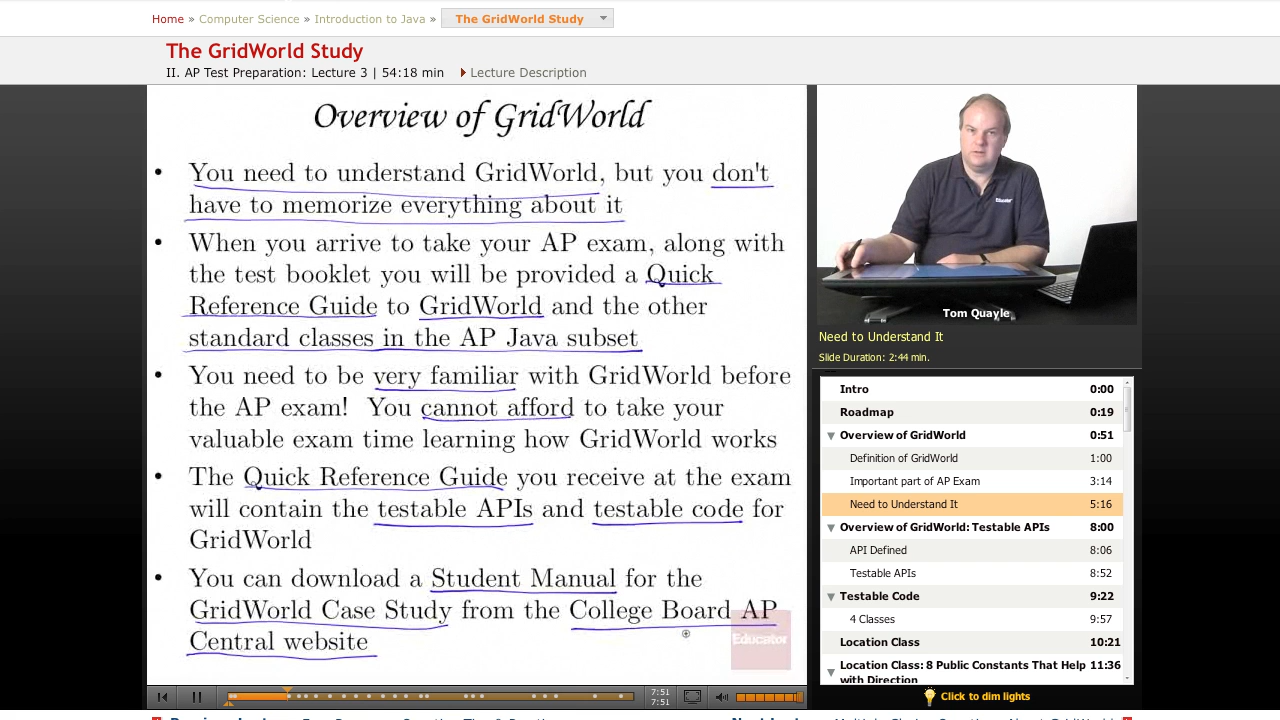 Home » Computer Science » Introduction to Java » The GridWorld Study
The GridWorld Study
II. AP Test Preparation: Lecture 3 | 54:18 min Lecture Description
Overview of GridWorld
• You need to understand GridWorld, but you don't
have to memorize everything about it
• When you arrive to take your AP exam, along with
the test booklet you will be provided a Quick
Reference Guide to GridWorld and the other
standard classes in the AP Java subset
• You need to be very familiar with GridWorld before
the AP exam! You cannot afford to take your
valuable exam time learning how GridWorld works
• The Quick Reference Guide you receive at the exam
will contain the testable APIs and testable code for
GridWorld
• You can download a Student Manual for the
GridWorld Case Study from the College Board AP
Central website
Educator
7:51
7:51
Educator
Tom Quayle
Need to Understand It
Slide Duration: 2:44 min.
Intro 0:00
Roadmap 0:19
Overview of GridWorld 0:51
Definition of GridWorld 1:00
Important part of AP Exam 3:14
Need to Understand It 5:16
Overview of GridWorld: Testable APIs 8:00
API Defined 8:06
Testable APIs 8:52
Testable Code 9:22
4 Classes 9:57
Location Class 10:21
Location Class: 8 Public Constants That Help 11:36
with Direction
Click to dim lights